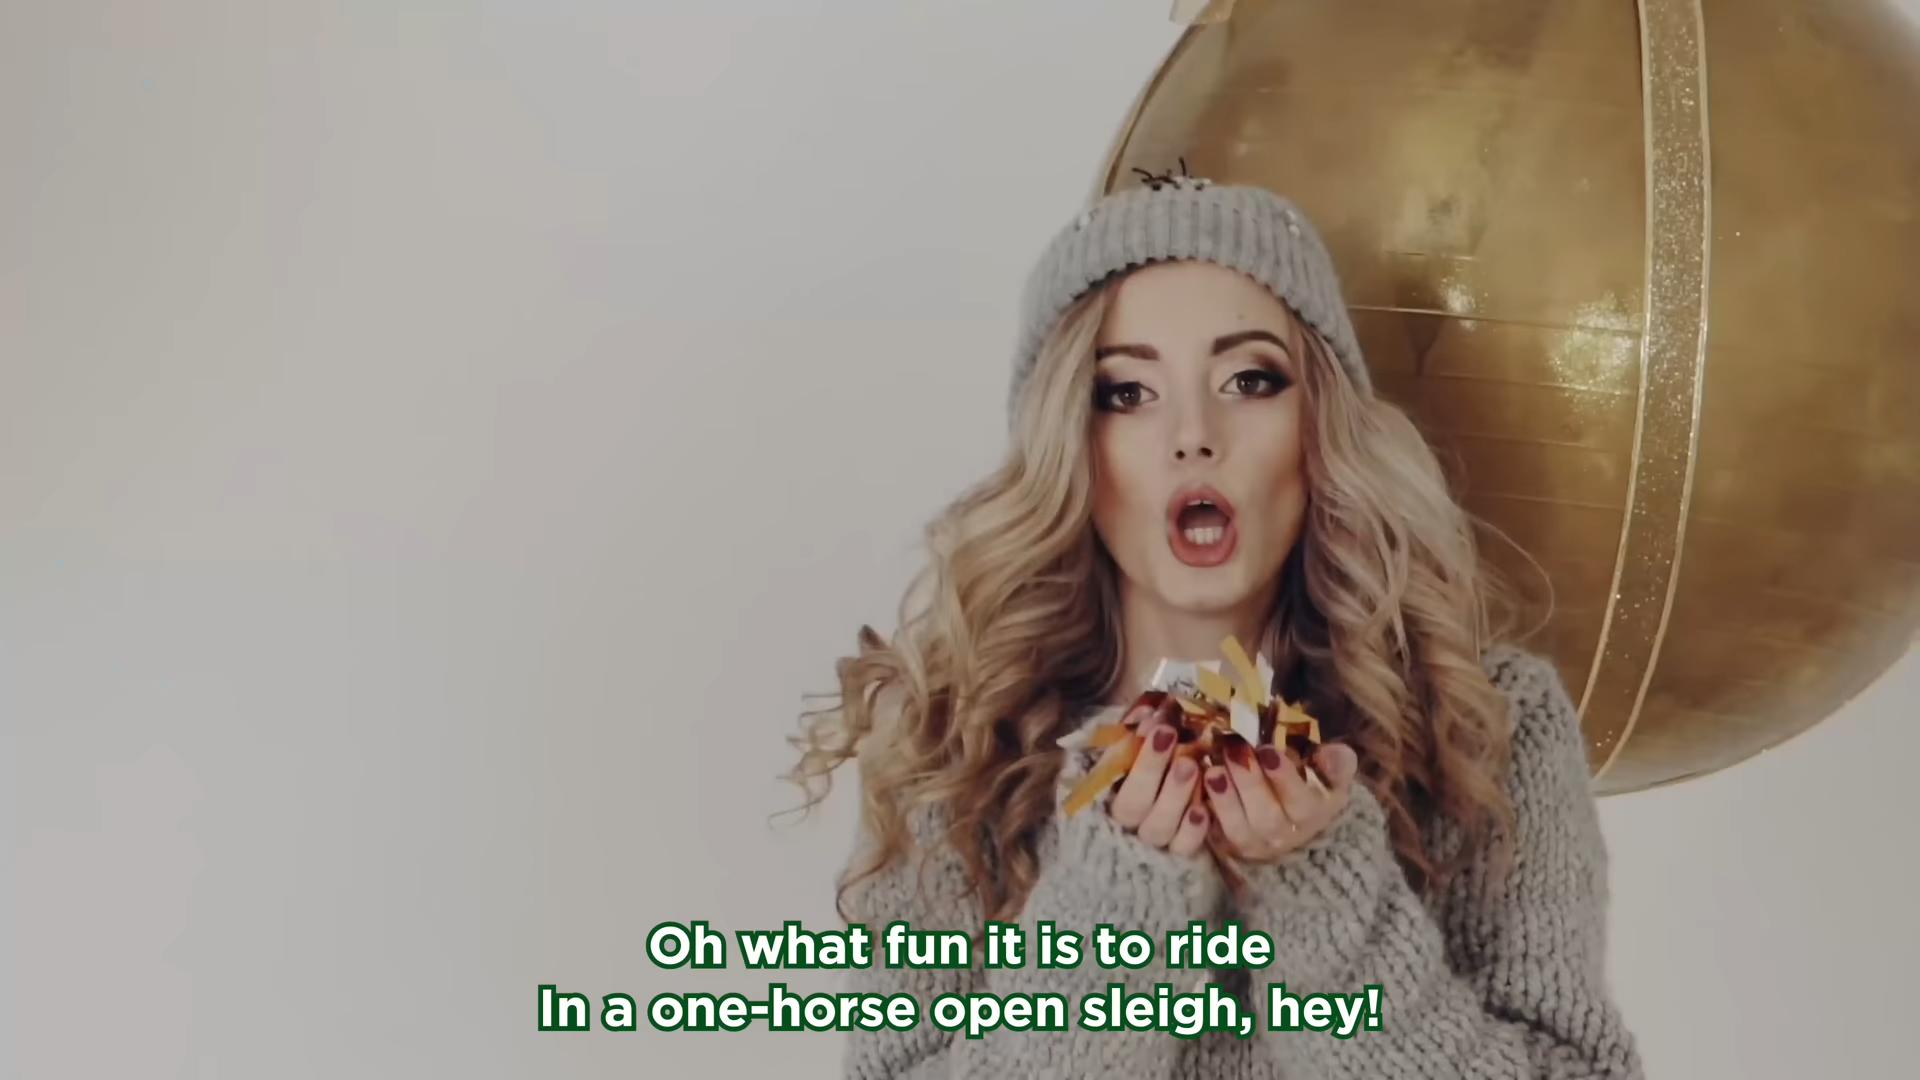 Oh what fun it is to ride
In a one-horse open sleigh, hey!